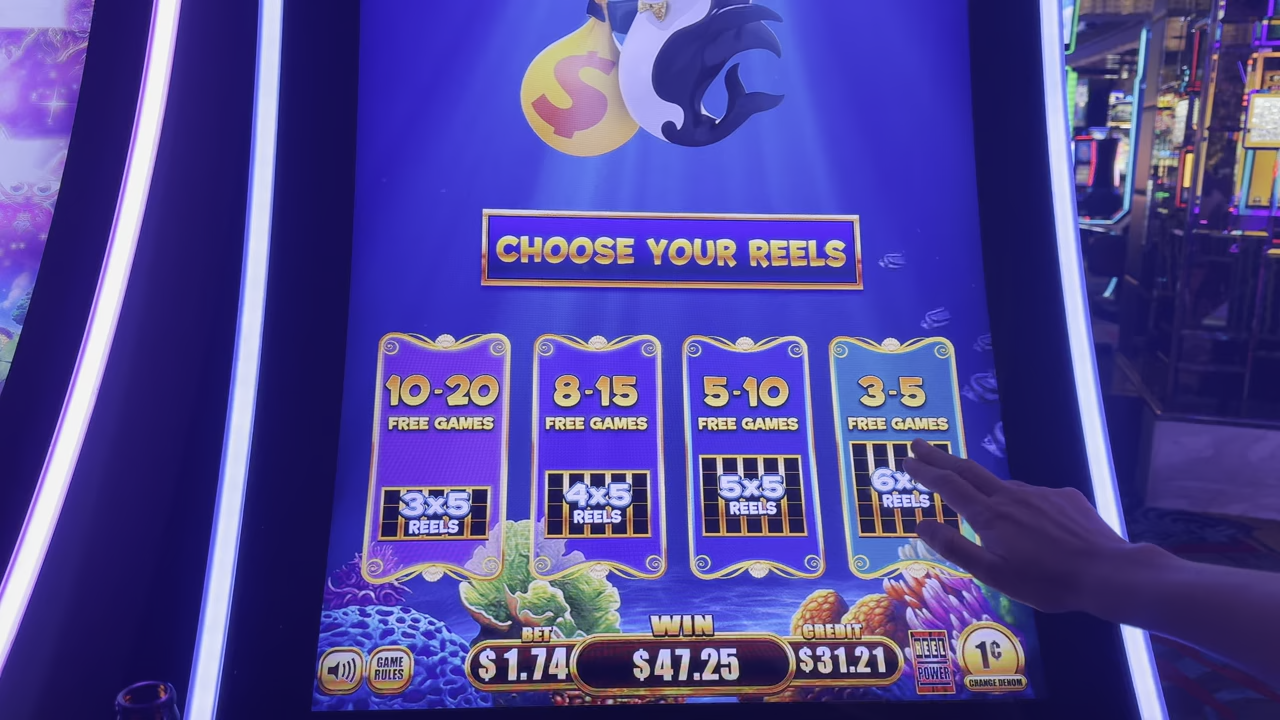 $
CHOOSE YOUR REELS
10-20
FREE GAMES
3x5
REELS
8-15
FREE GAMES
4x5
REELS
5-10
FREE GAMES
5x5
REELS
3-5
FREE GAMES
REELS
GAME
RULES
BET
$1.74
WIN
$47.25
CREDIT
$31.21
REEL
POWER
1¢
CHANGE DENOM